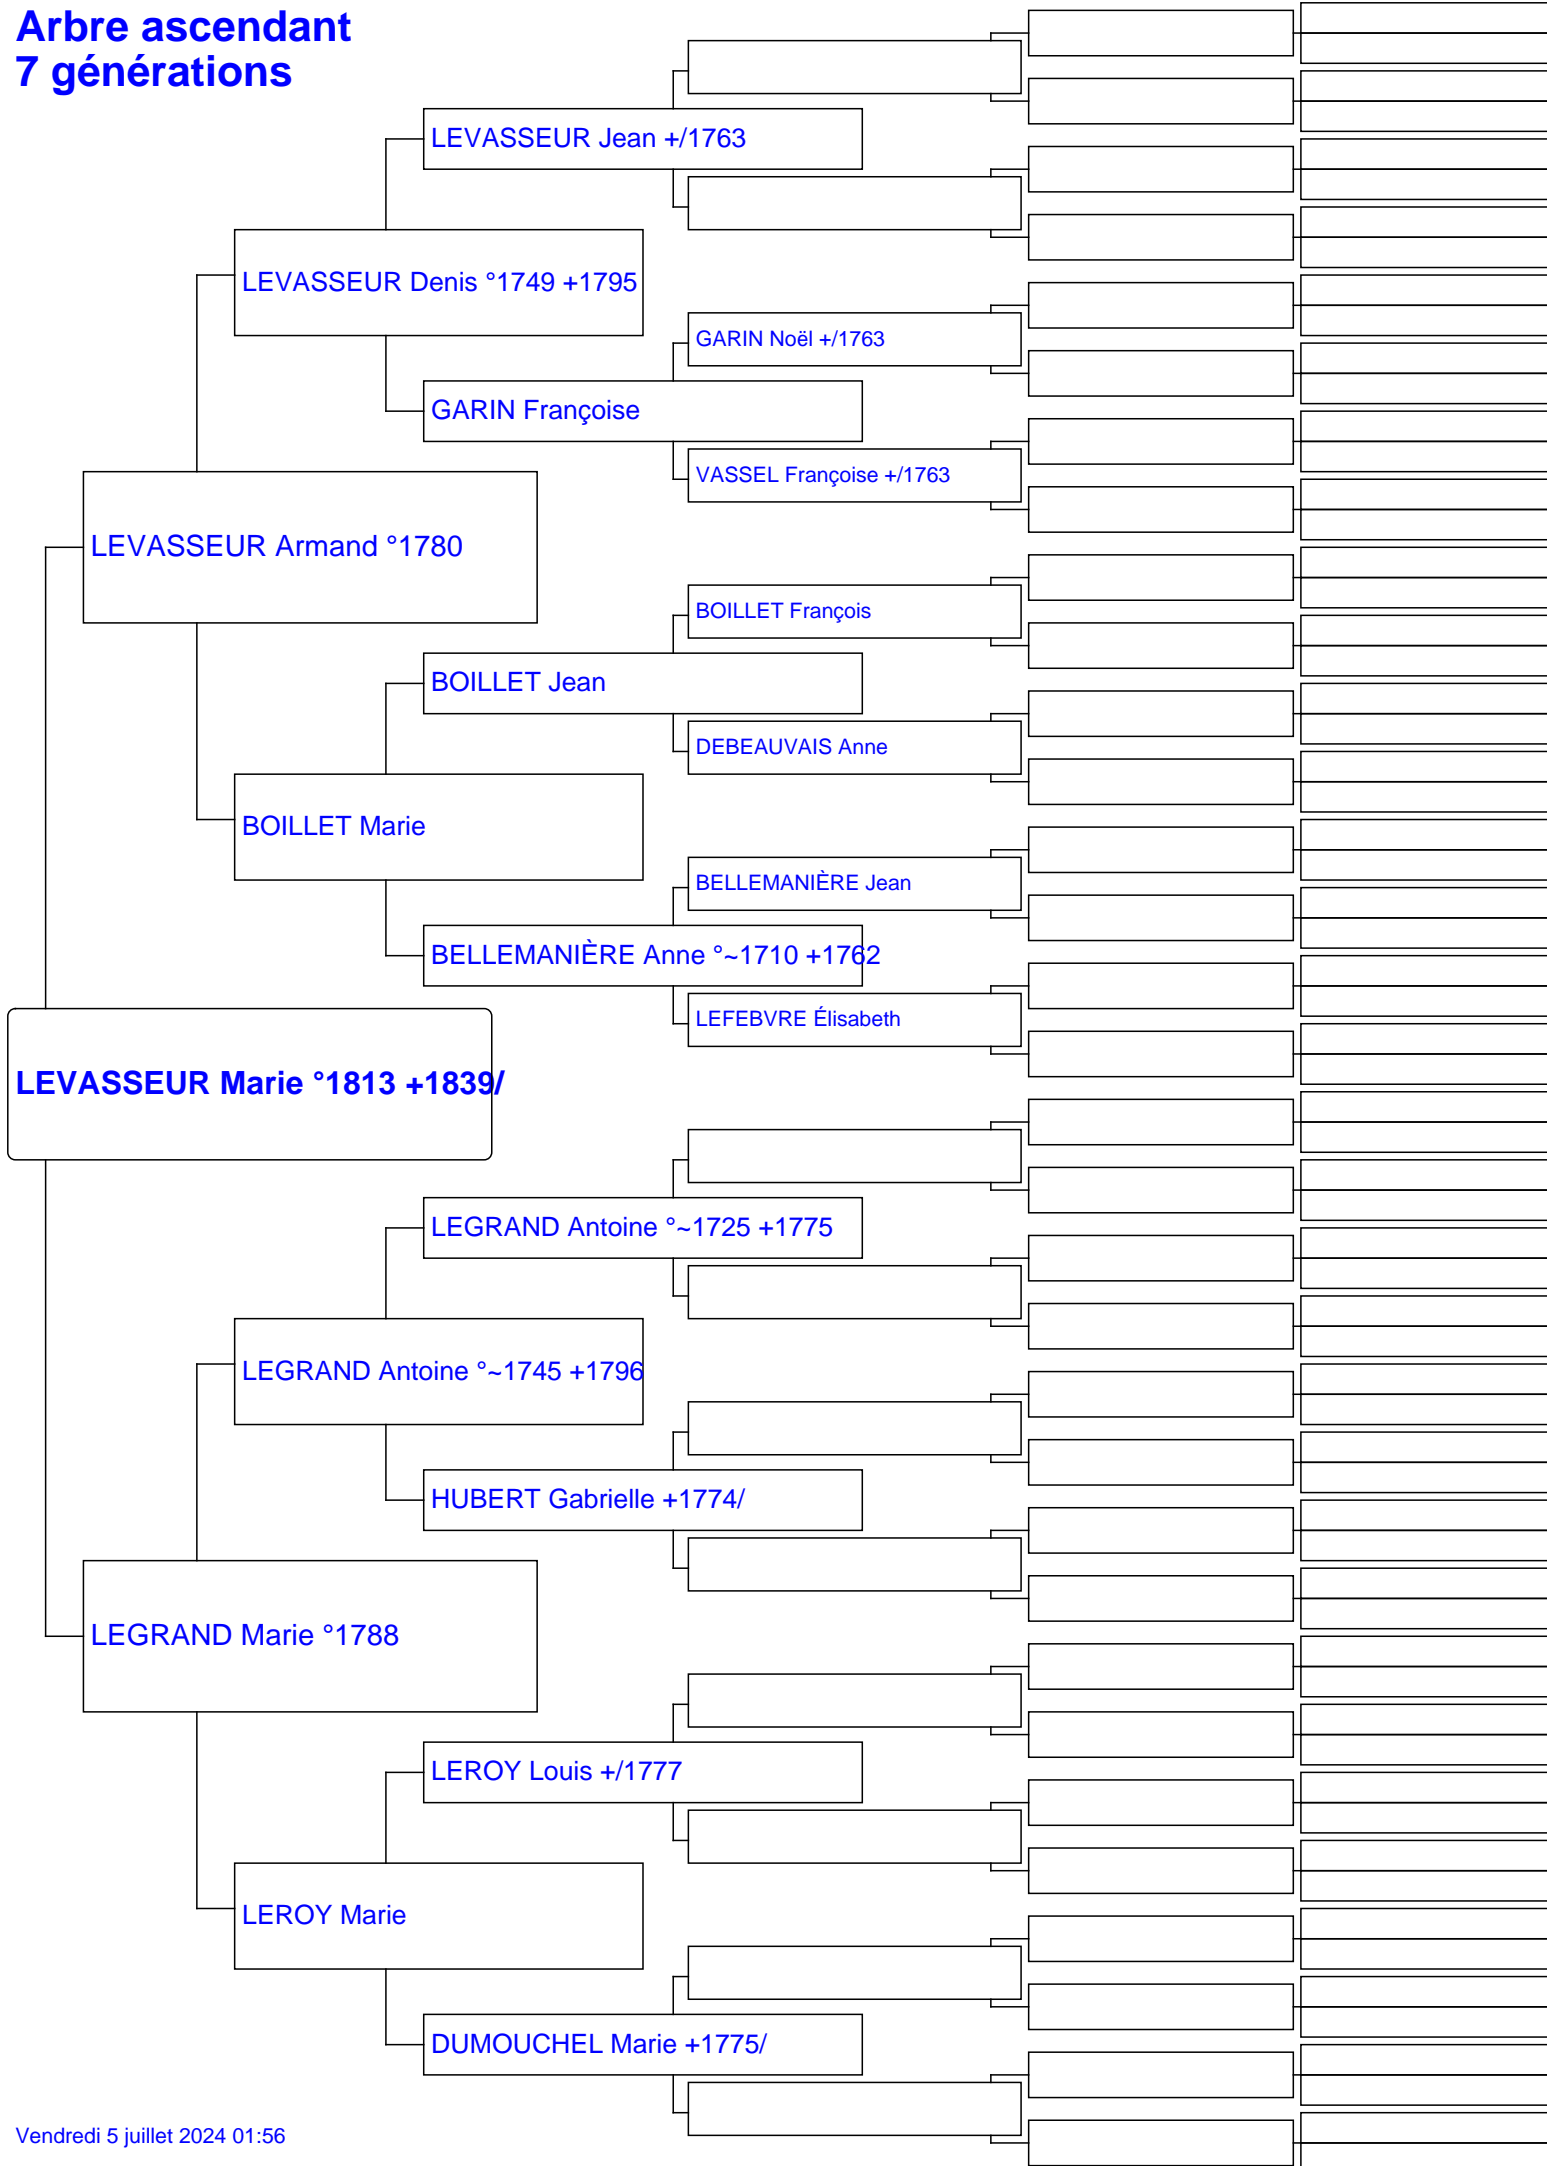 Arbre ascendant
7 générations
LEVASSEUR Jean +/1763
LEVASSEUR Denis °1749 +1795
GARIN Noël +/1763
GARIN Françoise
VASSEL Françoise +/1763
LEVASSEUR Armand °1780
BOILLET François
BOILLET Jean
DEBEAUVAIS Anne
BOILLET Marie
BELLEMANIÈRE Jean
BELLEMANIÈRE Anne °~1710 +1762
LEFEBVRE Élisabeth
LEVASSEUR Marie °1813 +1839/
LEGRAND Antoine °~1725 +1775
LEGRAND Antoine °~1745 +1796
HUBERT Gabrielle +1774/
LEGRAND Marie °1788
LEROY Louis +/1777
LEROY Marie
DUMOUCHEL Marie +1775/
Vendredi 5 juillet 2024 01:56